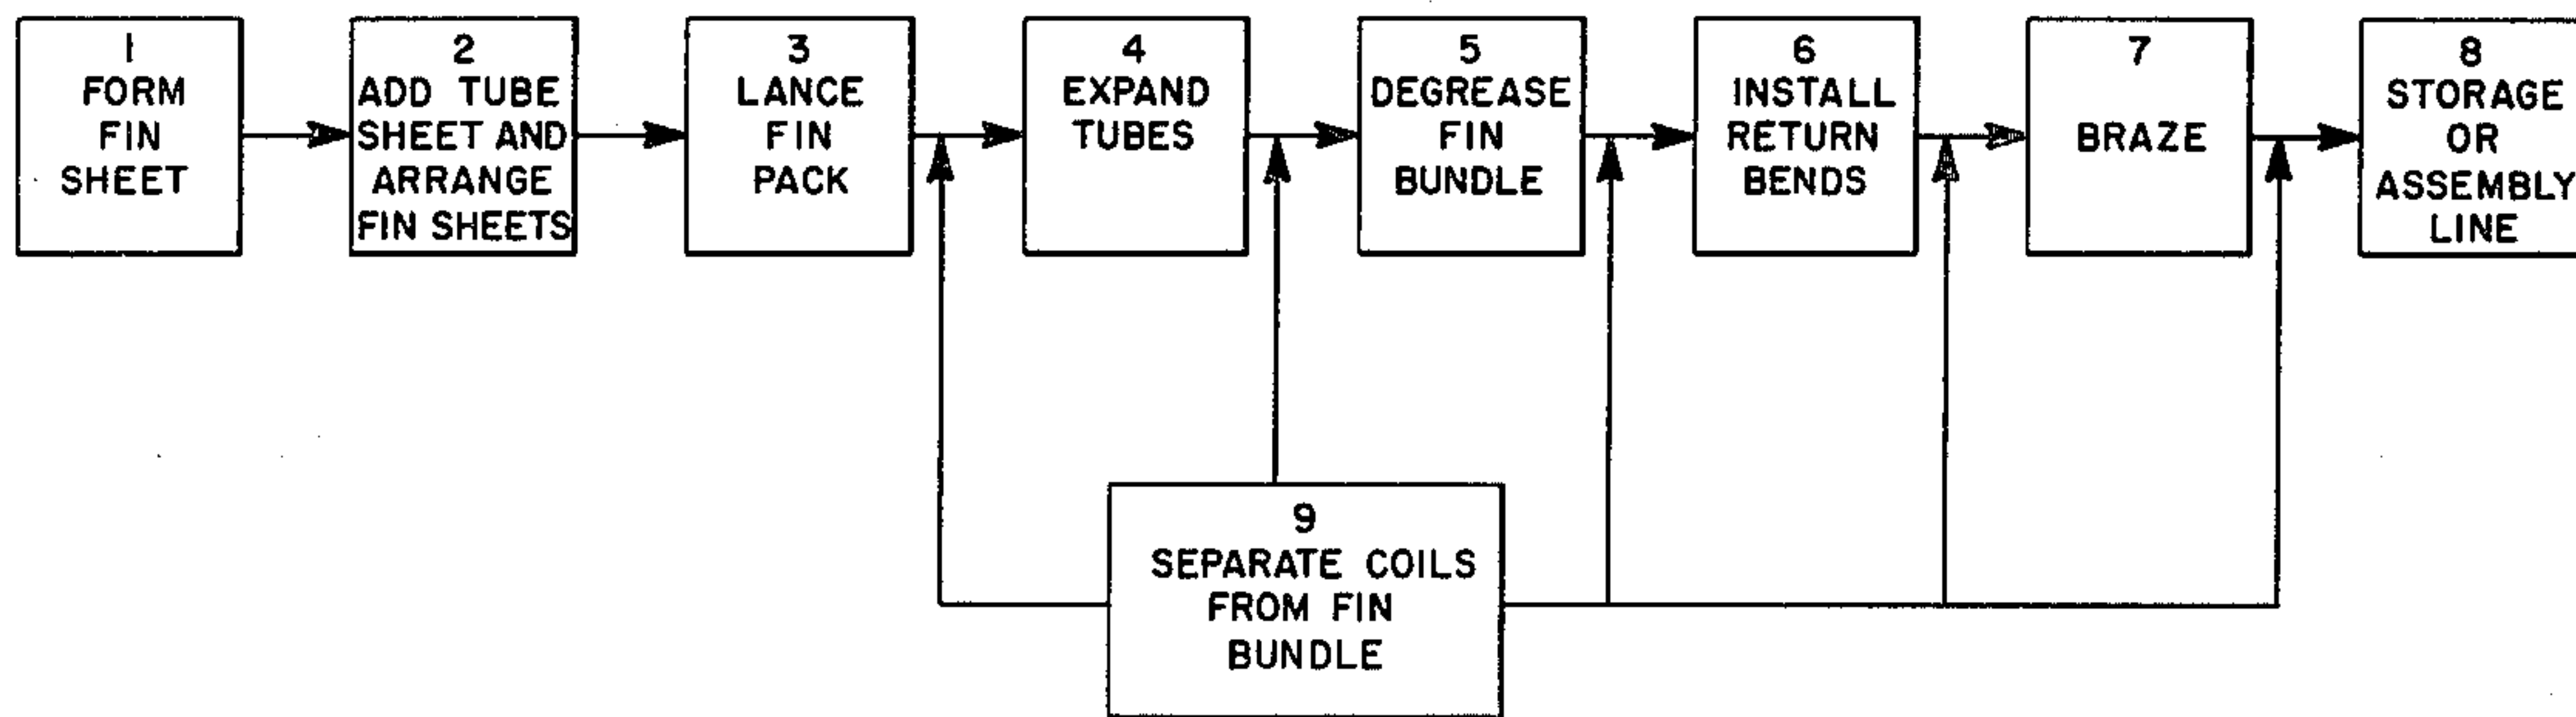 1
FORM
FIN
SHEET
2
ADD TUBE
SHEET AND
ARRANGE
FIN SHEETS
3
LANCE
FIN
PACK
4
EXPAND
TUBES
5
DEGREASE
FIN
BUNDLE
6
INSTALL
RETURN
BENDS
7
BRAZE
8
STORAGE
OR
ASSEMBLY
LINE
9
SEPARATE COILS
FROM FIN
BUNDLE